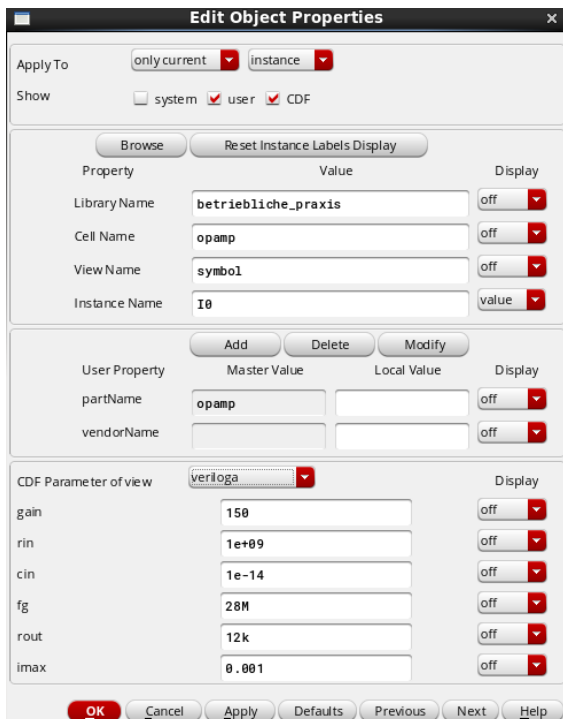 Edit Object Properties
Apply To only current instance
Show system user CDF
Browse Reset Instance Labels Display
Property Value Display
Library Name betriebliche_praxis off
Cell Name opamp off
View Name symbol off
Instance Name I0 value
Add Delete Modify
User Property Master Value Local Value Display
partName opamp off
vendorName off
CDF Parameter of view veriloga Display
gain 150 off
rin 1e+09 off
cin 1e-14 off
fg 28M off
rout 12k off
imax 0.001 off
OK Cancel Apply Defaults Previous Next Help